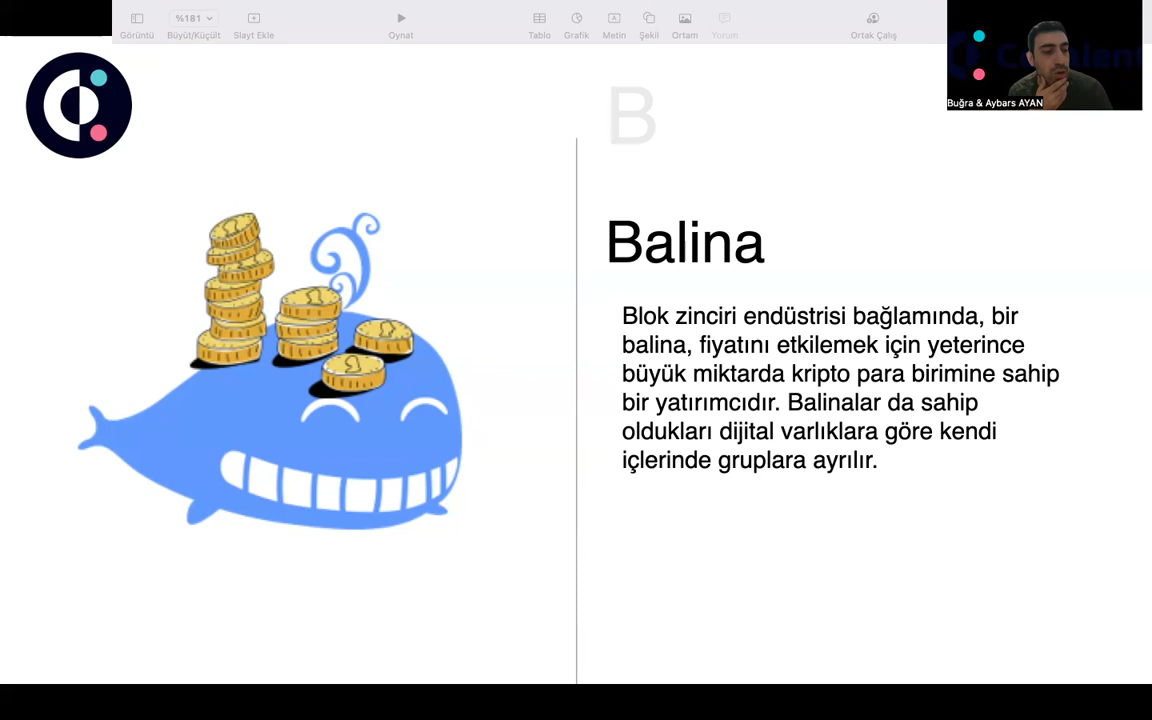 %181
Görüntü
Büyüt/Küçült
Slayt Ekle
Oynat
Tablo
Grafik
Metin
Şekil
Ortam
Yorum
Ortak Çalış
Buğra & Aybars AYAN
B
Balina
Blok zinciri endüstrisi bağlamında, bir
balina, fiyatını etkilemek için yeterince
büyük miktarda kripto para birimine sahip
bir yatırımcıdır. Balinalar da sahip
oldukları dijital varlıklara göre kendi
içlerinde gruplara ayrılır.